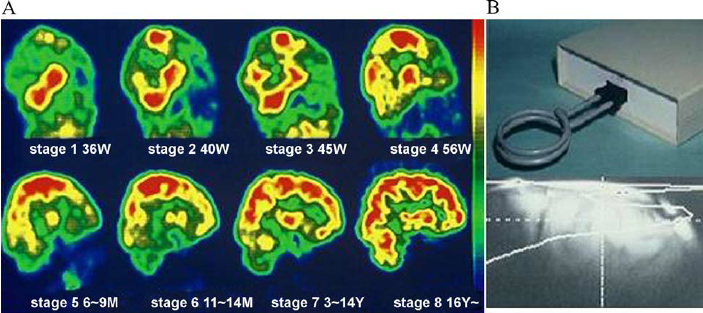 A
B
stage 1 36W
stage 2 40W
stage 3 45W
stage 4 56W
stage 5 6~9M
stage 6 11~14M
stage 7 3~14Y
stage 8 16Y~